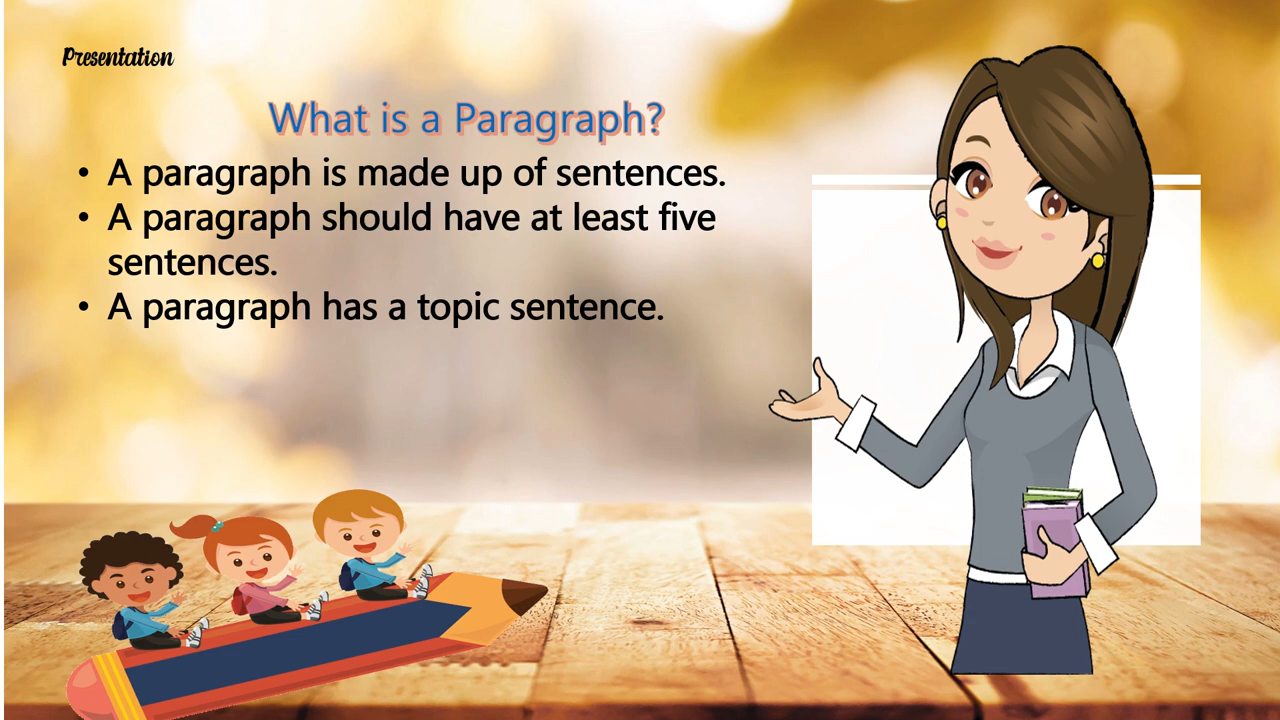 Presentation
What is a Paragraph?
• A paragraph is made up of sentences.
• A paragraph should have at least five
sentences.
• A paragraph has a topic sentence.